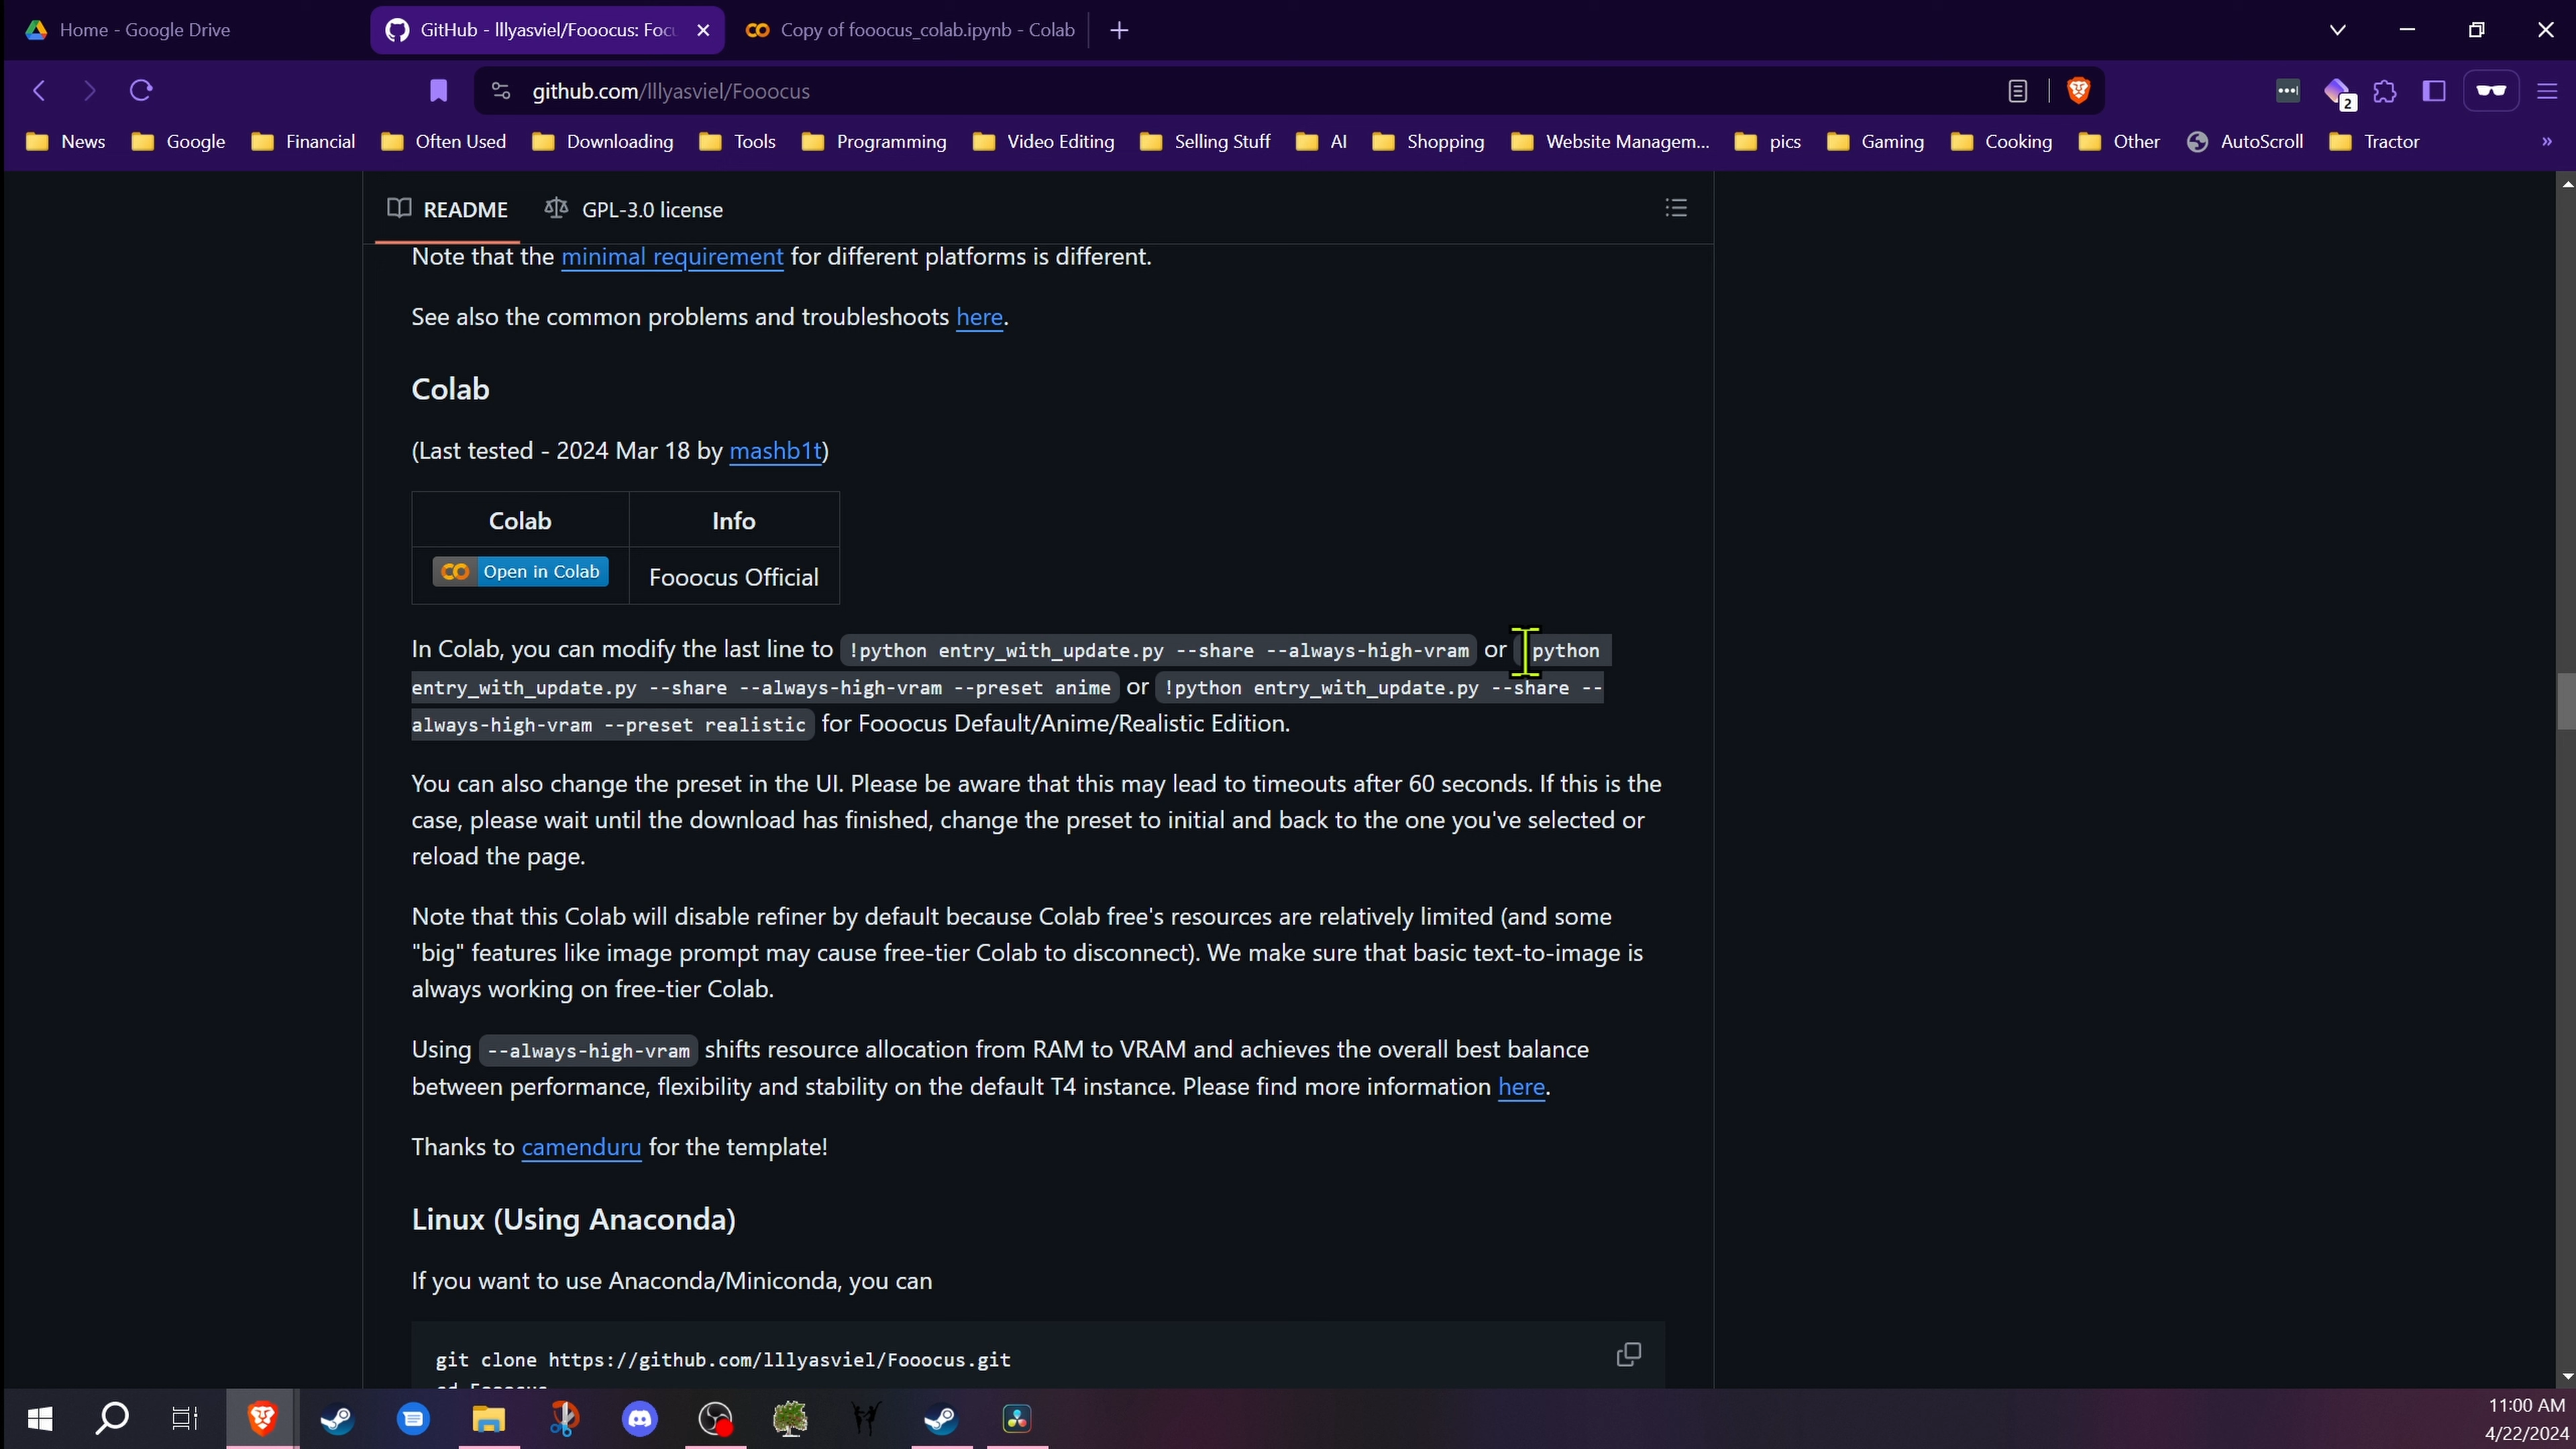 Home - Google Drive
GitHub - lllyasviel/Fooocus: Focu
Copy of fooocus_colab.ipynb - Colab
github.com/lllyasviel/Fooocus
2
News
Google
Financial
Often Used
Downloading
Tools
Programming
Video Editing
Selling Stuff
AI
Shopping
Website Managem...
pics
Gaming
Cooking
Other
AutoScroll
Tractor
»
README
GPL-3.0 license
Note that the minimal requirement for different platforms is different.
See also the common problems and troubleshoots here.
Colab
(Last tested - 2024 Mar 18 by mashb1t)
Colab Info
Open in Colab Fooocus Official
In Colab, you can modify the last line to !python entry_with_update.py --share --always-high-vram or python
entry_with_update.py --share --always-high-vram --preset anime or !python entry_with_update.py --share --
always-high-vram --preset realistic for Fooocus Default/Anime/Realistic Edition.
You can also change the preset in the UI. Please be aware that this may lead to timeouts after 60 seconds. If this is the
case, please wait until the download has finished, change the preset to initial and back to the one you've selected or
reload the page.
Note that this Colab will disable refiner by default because Colab free's resources are relatively limited (and some
"big" features like image prompt may cause free-tier Colab to disconnect). We make sure that basic text-to-image is
always working on free-tier Colab.
Using --always-high-vram shifts resource allocation from RAM to VRAM and achieves the overall best balance
between performance, flexibility and stability on the default T4 instance. Please find more information here.
Thanks to camenduru for the template!
Linux (Using Anaconda)
If you want to use Anaconda/Miniconda, you can
git clone https://github.com/lllyasviel/Fooocus.git
11:00 AM
4/22/2024